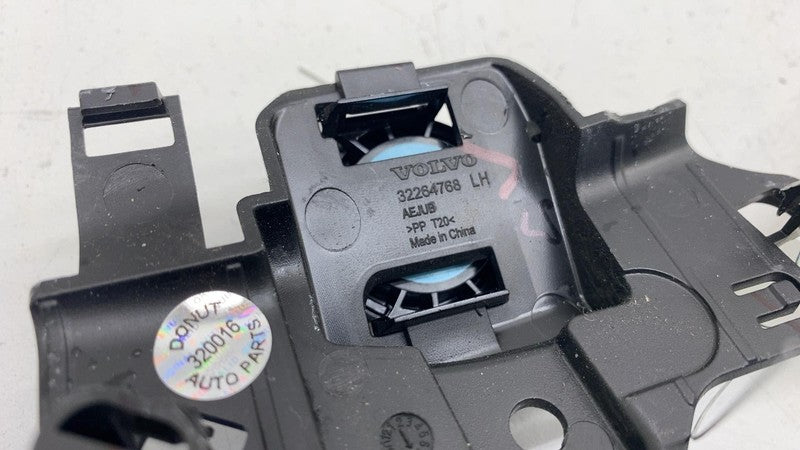 VOLVO
32264768 LH
AEJUB
>PP T20<
Made in China
DONUT
320016
AUTO PARTS